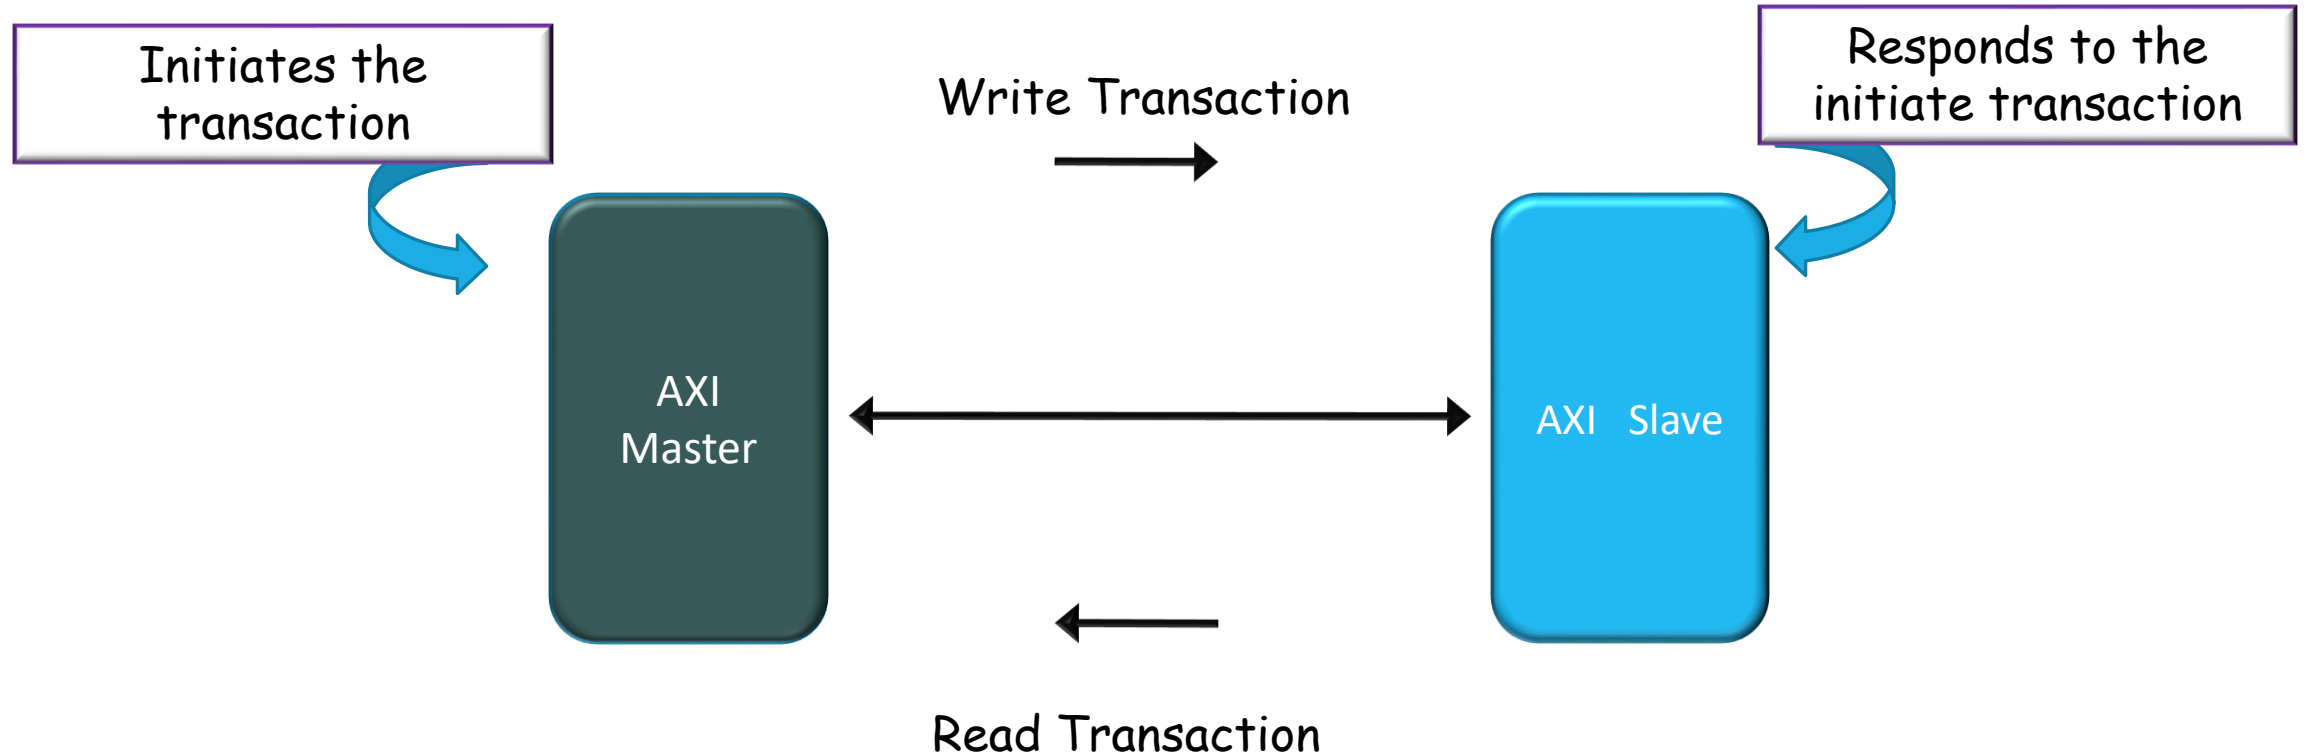 Initiates the
transaction
Write Transaction
Responds to the
initiate transaction
AXI
Master
AXI Slave
Read Transaction